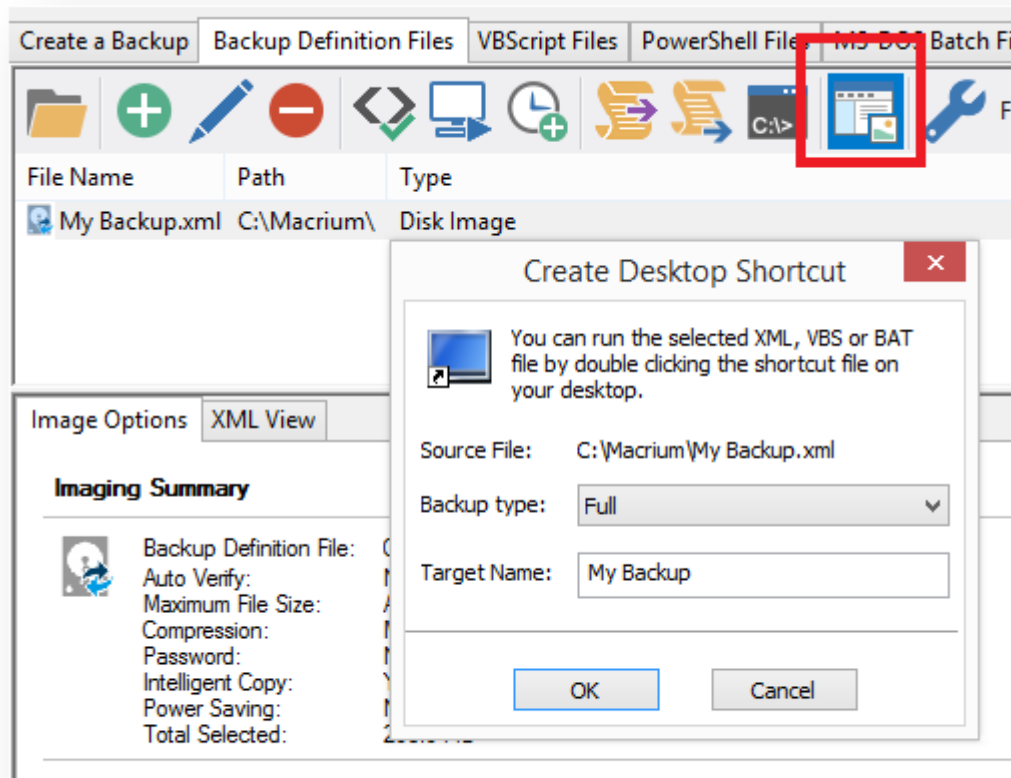 Create a Backup
Backup Definition Files
VBScript Files
PowerShell Files
MS-DOS Batch
C:\>
File Name
Path
Type
My Backup.xml
C:\Macrium\
Disk Image
Create Desktop Shortcut
You can run the selected XML, VBS or BAT
file by double clicking the shortcut file on
your desktop.
Source File:
C:\Macrium\My Backup.xml
Backup type:
Full
Target Name:
My Backup
OK
Cancel
Image Options
XML View
Imaging Summary
Backup Definition File:
Auto Verify:
Maximum File Size:
Compression:
Password:
Intelligent Copy:
Power Saving:
Total Selected: